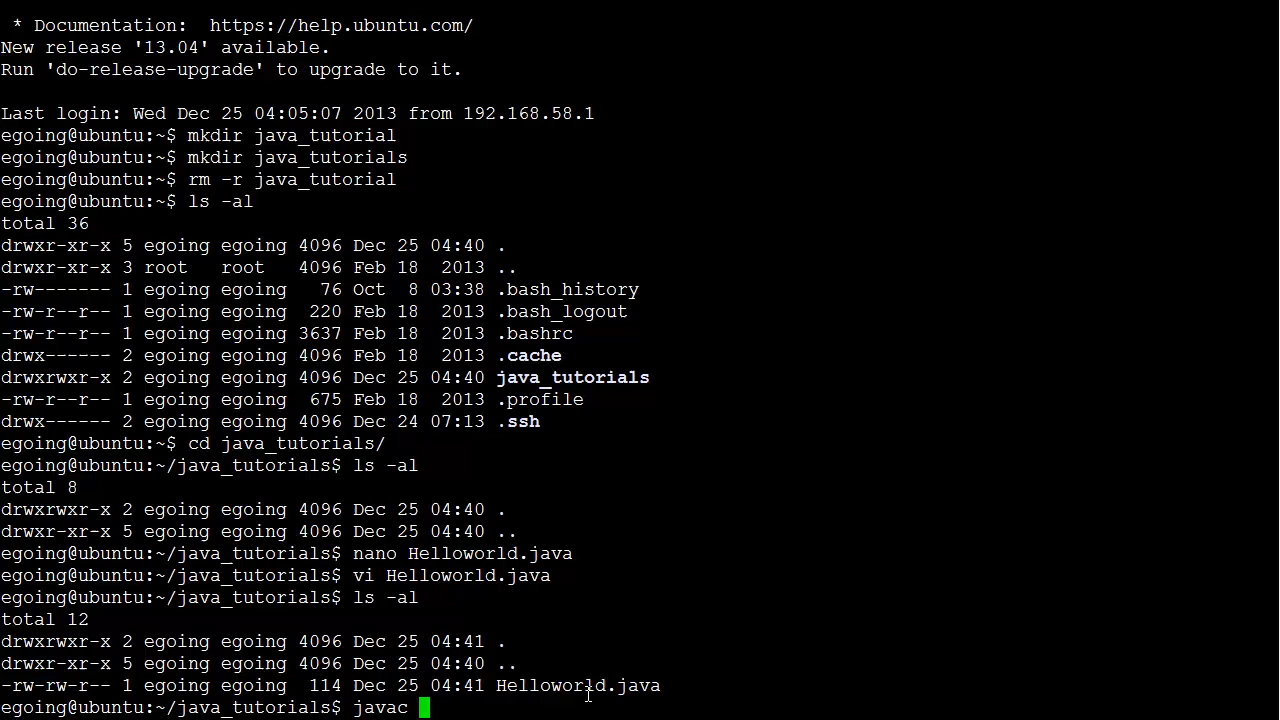 * Documentation:  https://help.ubuntu.com/
New release '13.04' available.
Run 'do-release-upgrade' to upgrade to it.

Last login: Wed Dec 25 04:05:07 2013 from 192.168.58.1
egoing@ubuntu:~$ mkdir java_tutorial
egoing@ubuntu:~$ mkdir java_tutorials
egoing@ubuntu:~$ rm -r java_tutorial
egoing@ubuntu:~$ ls -al
total 36
drwxr-xr-x 5 egoing egoing 4096 Dec 25 04:40 .
drwxr-xr-x 3 root   root   4096 Feb 18  2013 ..
-rw------- 1 egoing egoing   76 Oct  8 03:38 .bash_history
-rw-r--r-- 1 egoing egoing  220 Feb 18  2013 .bash_logout
-rw-r--r-- 1 egoing egoing 3637 Feb 18  2013 .bashrc
drwx------ 2 egoing egoing 4096 Feb 18  2013 .cache
drwxrwxr-x 2 egoing egoing 4096 Dec 25 04:40 java_tutorials
-rw-r--r-- 1 egoing egoing  675 Feb 18  2013 .profile
drwx------ 2 egoing egoing 4096 Dec 24 07:13 .ssh
egoing@ubuntu:~$ cd java_tutorials/
egoing@ubuntu:~/java_tutorials$ ls -al
total 8
drwxrwxr-x 2 egoing egoing 4096 Dec 25 04:40 .
drwxr-xr-x 5 egoing egoing 4096 Dec 25 04:40 ..
egoing@ubuntu:~/java_tutorials$ nano Helloworld.java
egoing@ubuntu:~/java_tutorials$ vi Helloworld.java
egoing@ubuntu:~/java_tutorials$ ls -al
total 12
drwxrwxr-x 2 egoing egoing 4096 Dec 25 04:41 .
drwxr-xr-x 5 egoing egoing 4096 Dec 25 04:40 ..
-rw-rw-r-- 1 egoing egoing  114 Dec 25 04:41 Helloworld.java
egoing@ubuntu:~/java_tutorials$ javac